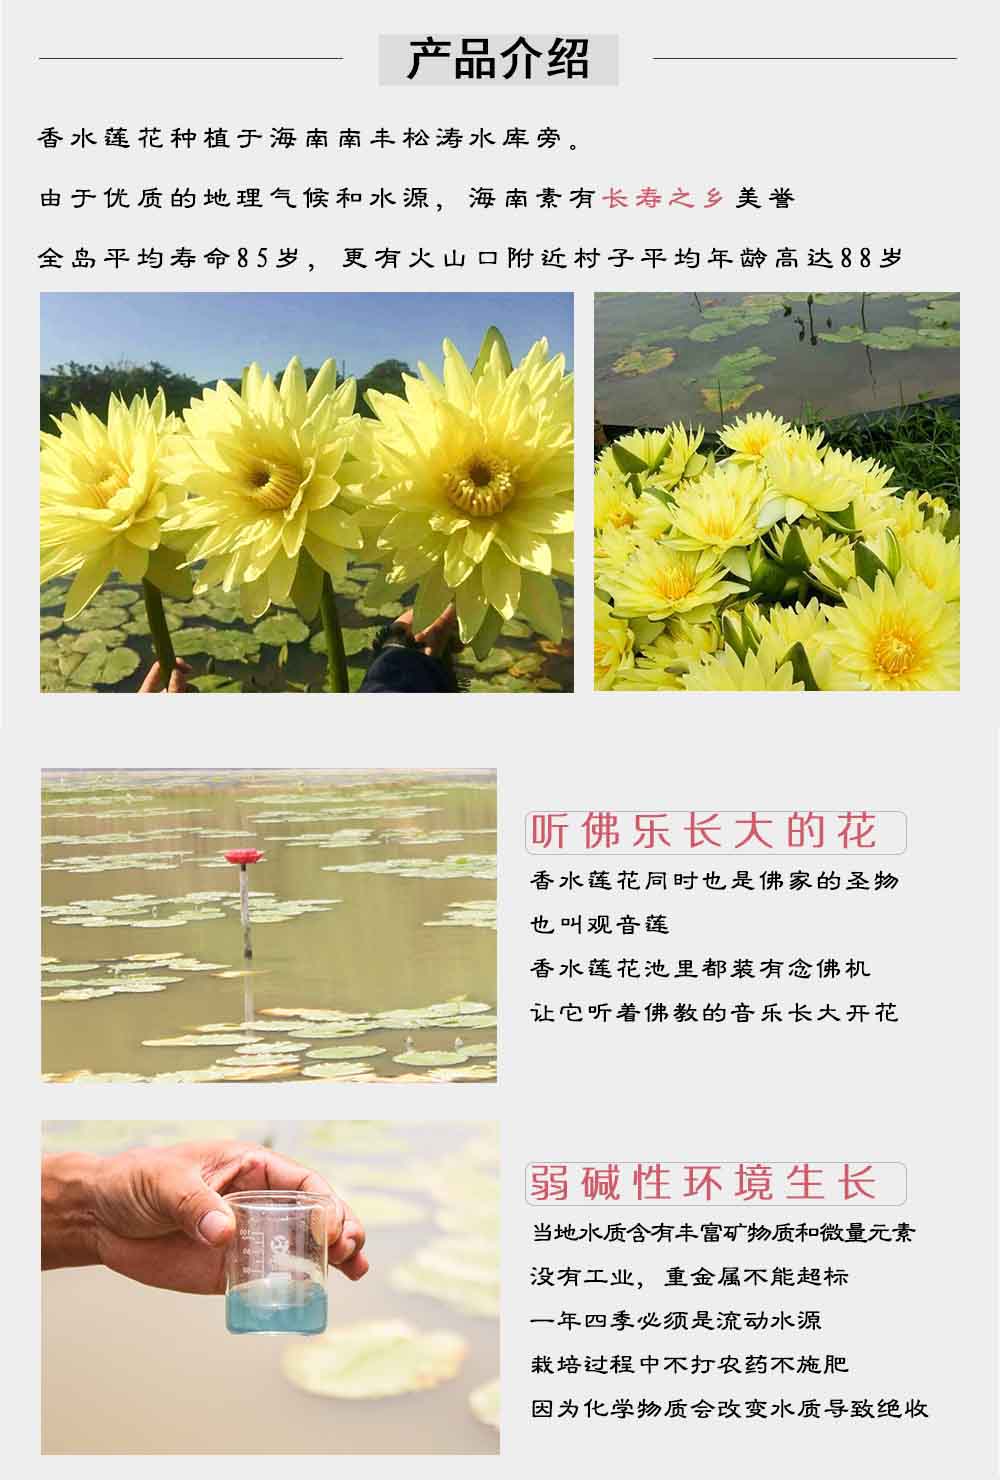 产品介绍
香水莲花种植于海南南丰松涛水库旁。
由于优质的地理气候和水源，海南素有长寿之乡美誉
全岛平均寿命85岁，更有火山口附近村子平均年龄高达88岁
听佛乐长大的花
香水莲花同时也是佛家的圣物
也叫观音莲
香水莲花池里都装有念佛机
让它听着佛教的音乐长大开花
弱碱性环境生长
当地水质含有丰富矿物质和微量元素
没有工业，重金属不能超标
一年四季必须是流动水源
栽培过程中不打农药不施肥
因为化学物质会改变水质导致绝收